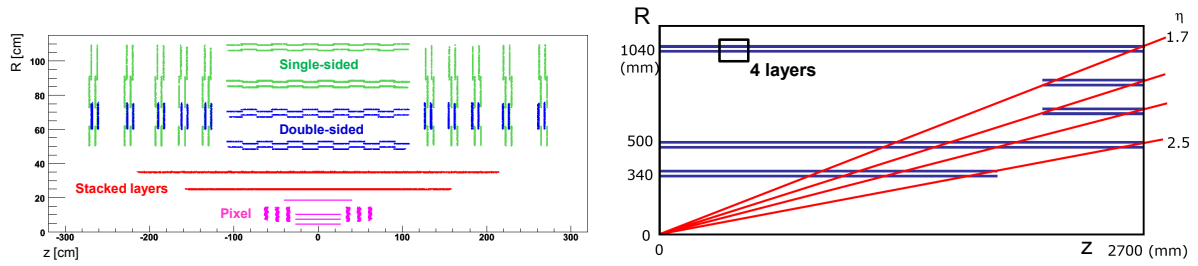 R [cm]
100
80
60
40
20
0
Single-sided
Double-sided
Stacked layers
Pixel
-300 -200 -100 0 100 200 300
z [cm]
R
1040
(mm)
500
340
0
4 layers
η
1.7
2.5
0
Z 2700 (mm)